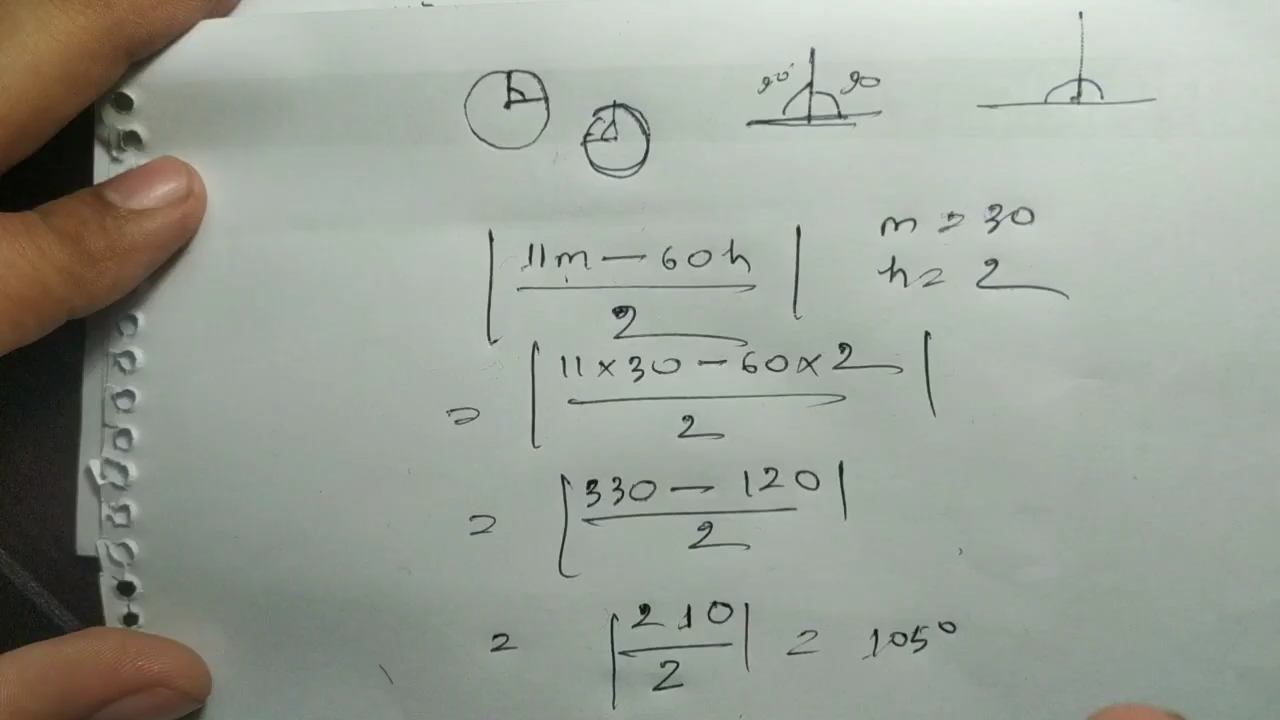 90° 90
| 11m — 60h / 2 | m = 30
h = 2
= | 11 × 30 — 60 × 2 / 2 |
= | 330 — 120 / 2 |
= | 210 / 2 | = 105°